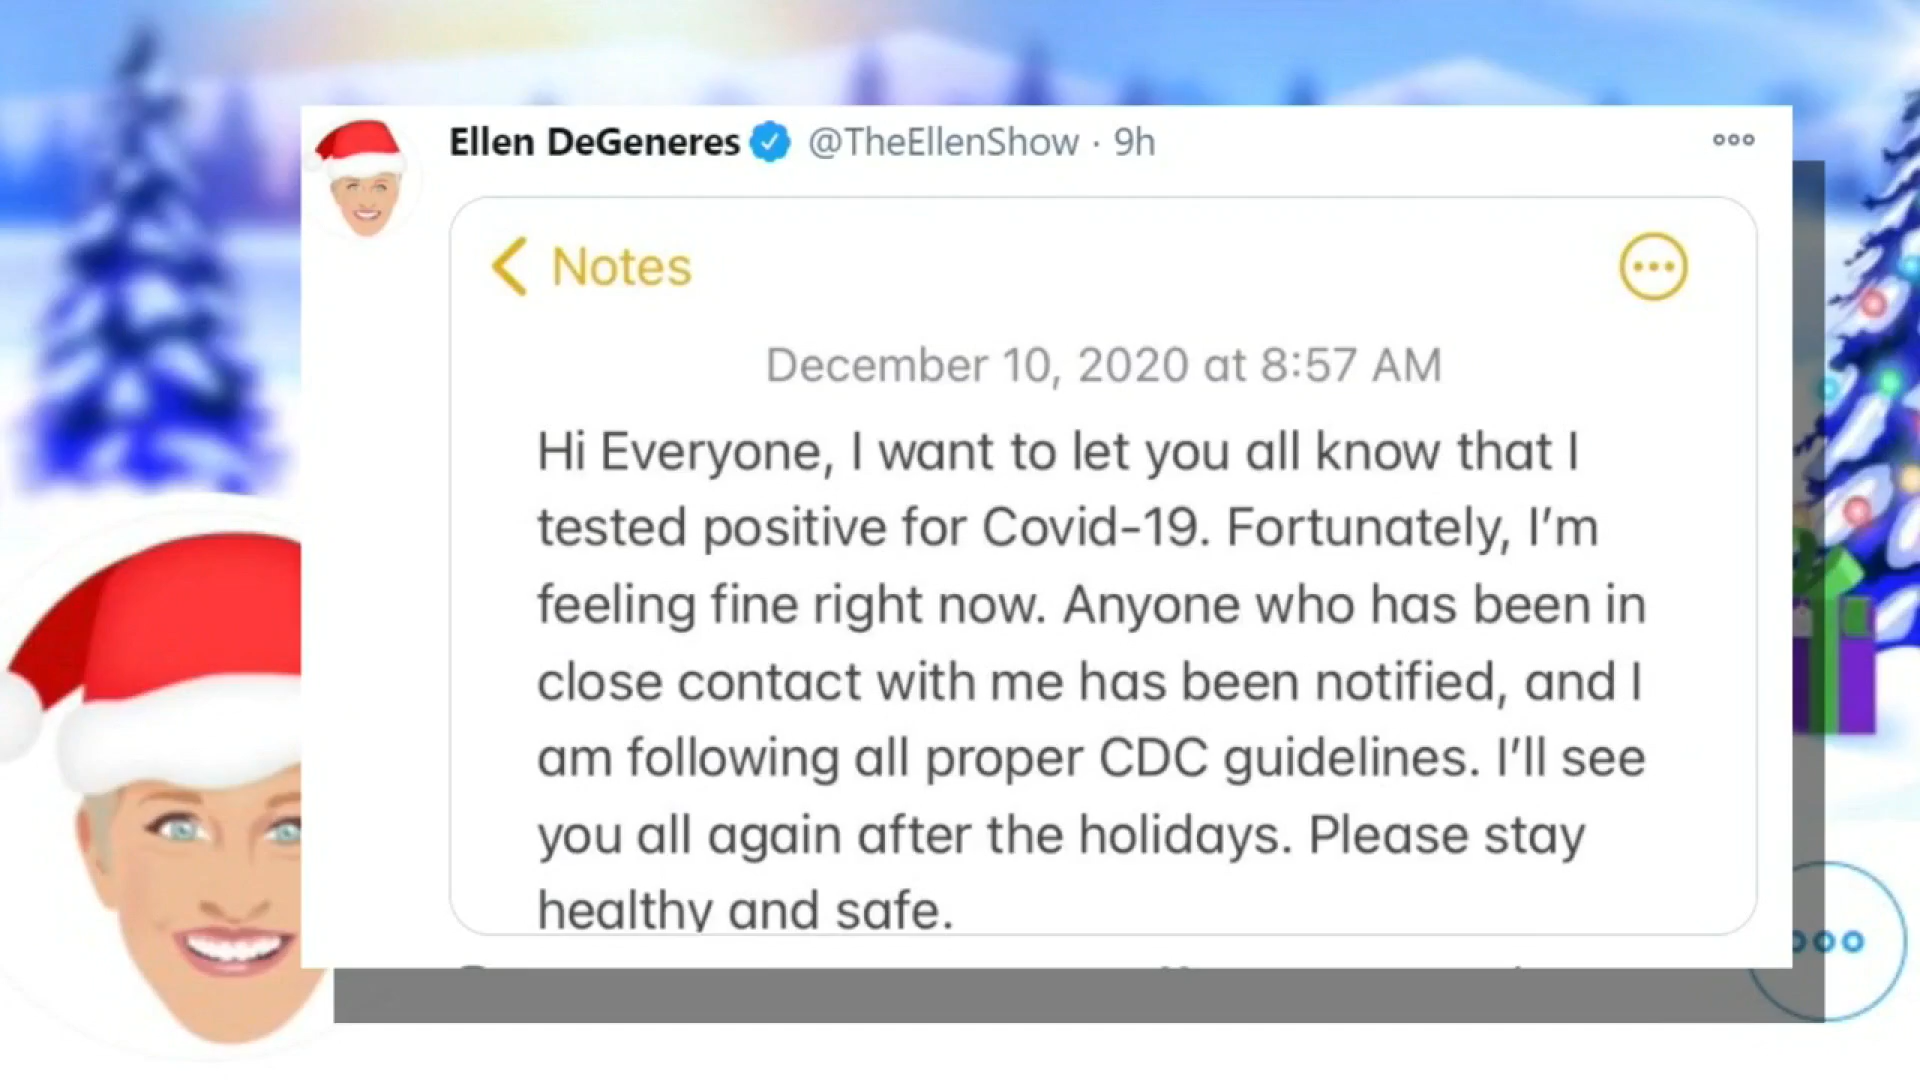 Ellen DeGeneres @TheEllenShow · 9h
Notes
December 10, 2020 at 8:57 AM
Hi Everyone, I want to let you all know that I
tested positive for Covid-19. Fortunately, I'm
feeling fine right now. Anyone who has been in
close contact with me has been notified, and I
am following all proper CDC guidelines. I'll see
you all again after the holidays. Please stay
healthy and safe.